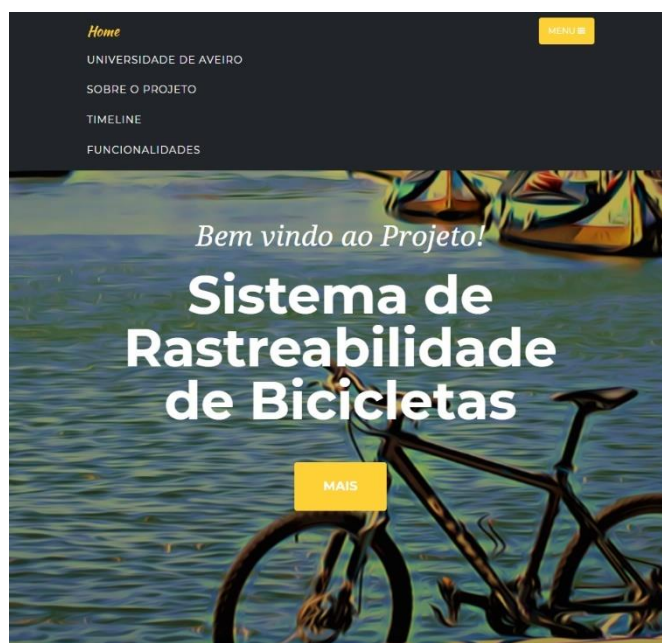 Home
MENU
UNIVERSIDADE DE AVEIRO
SOBRE O PROJETO
TIMELINE
FUNCIONALIDADES
Bem vindo ao Projeto!
Sistema de
Rastreabilidade
de Bicicletas
MAIS